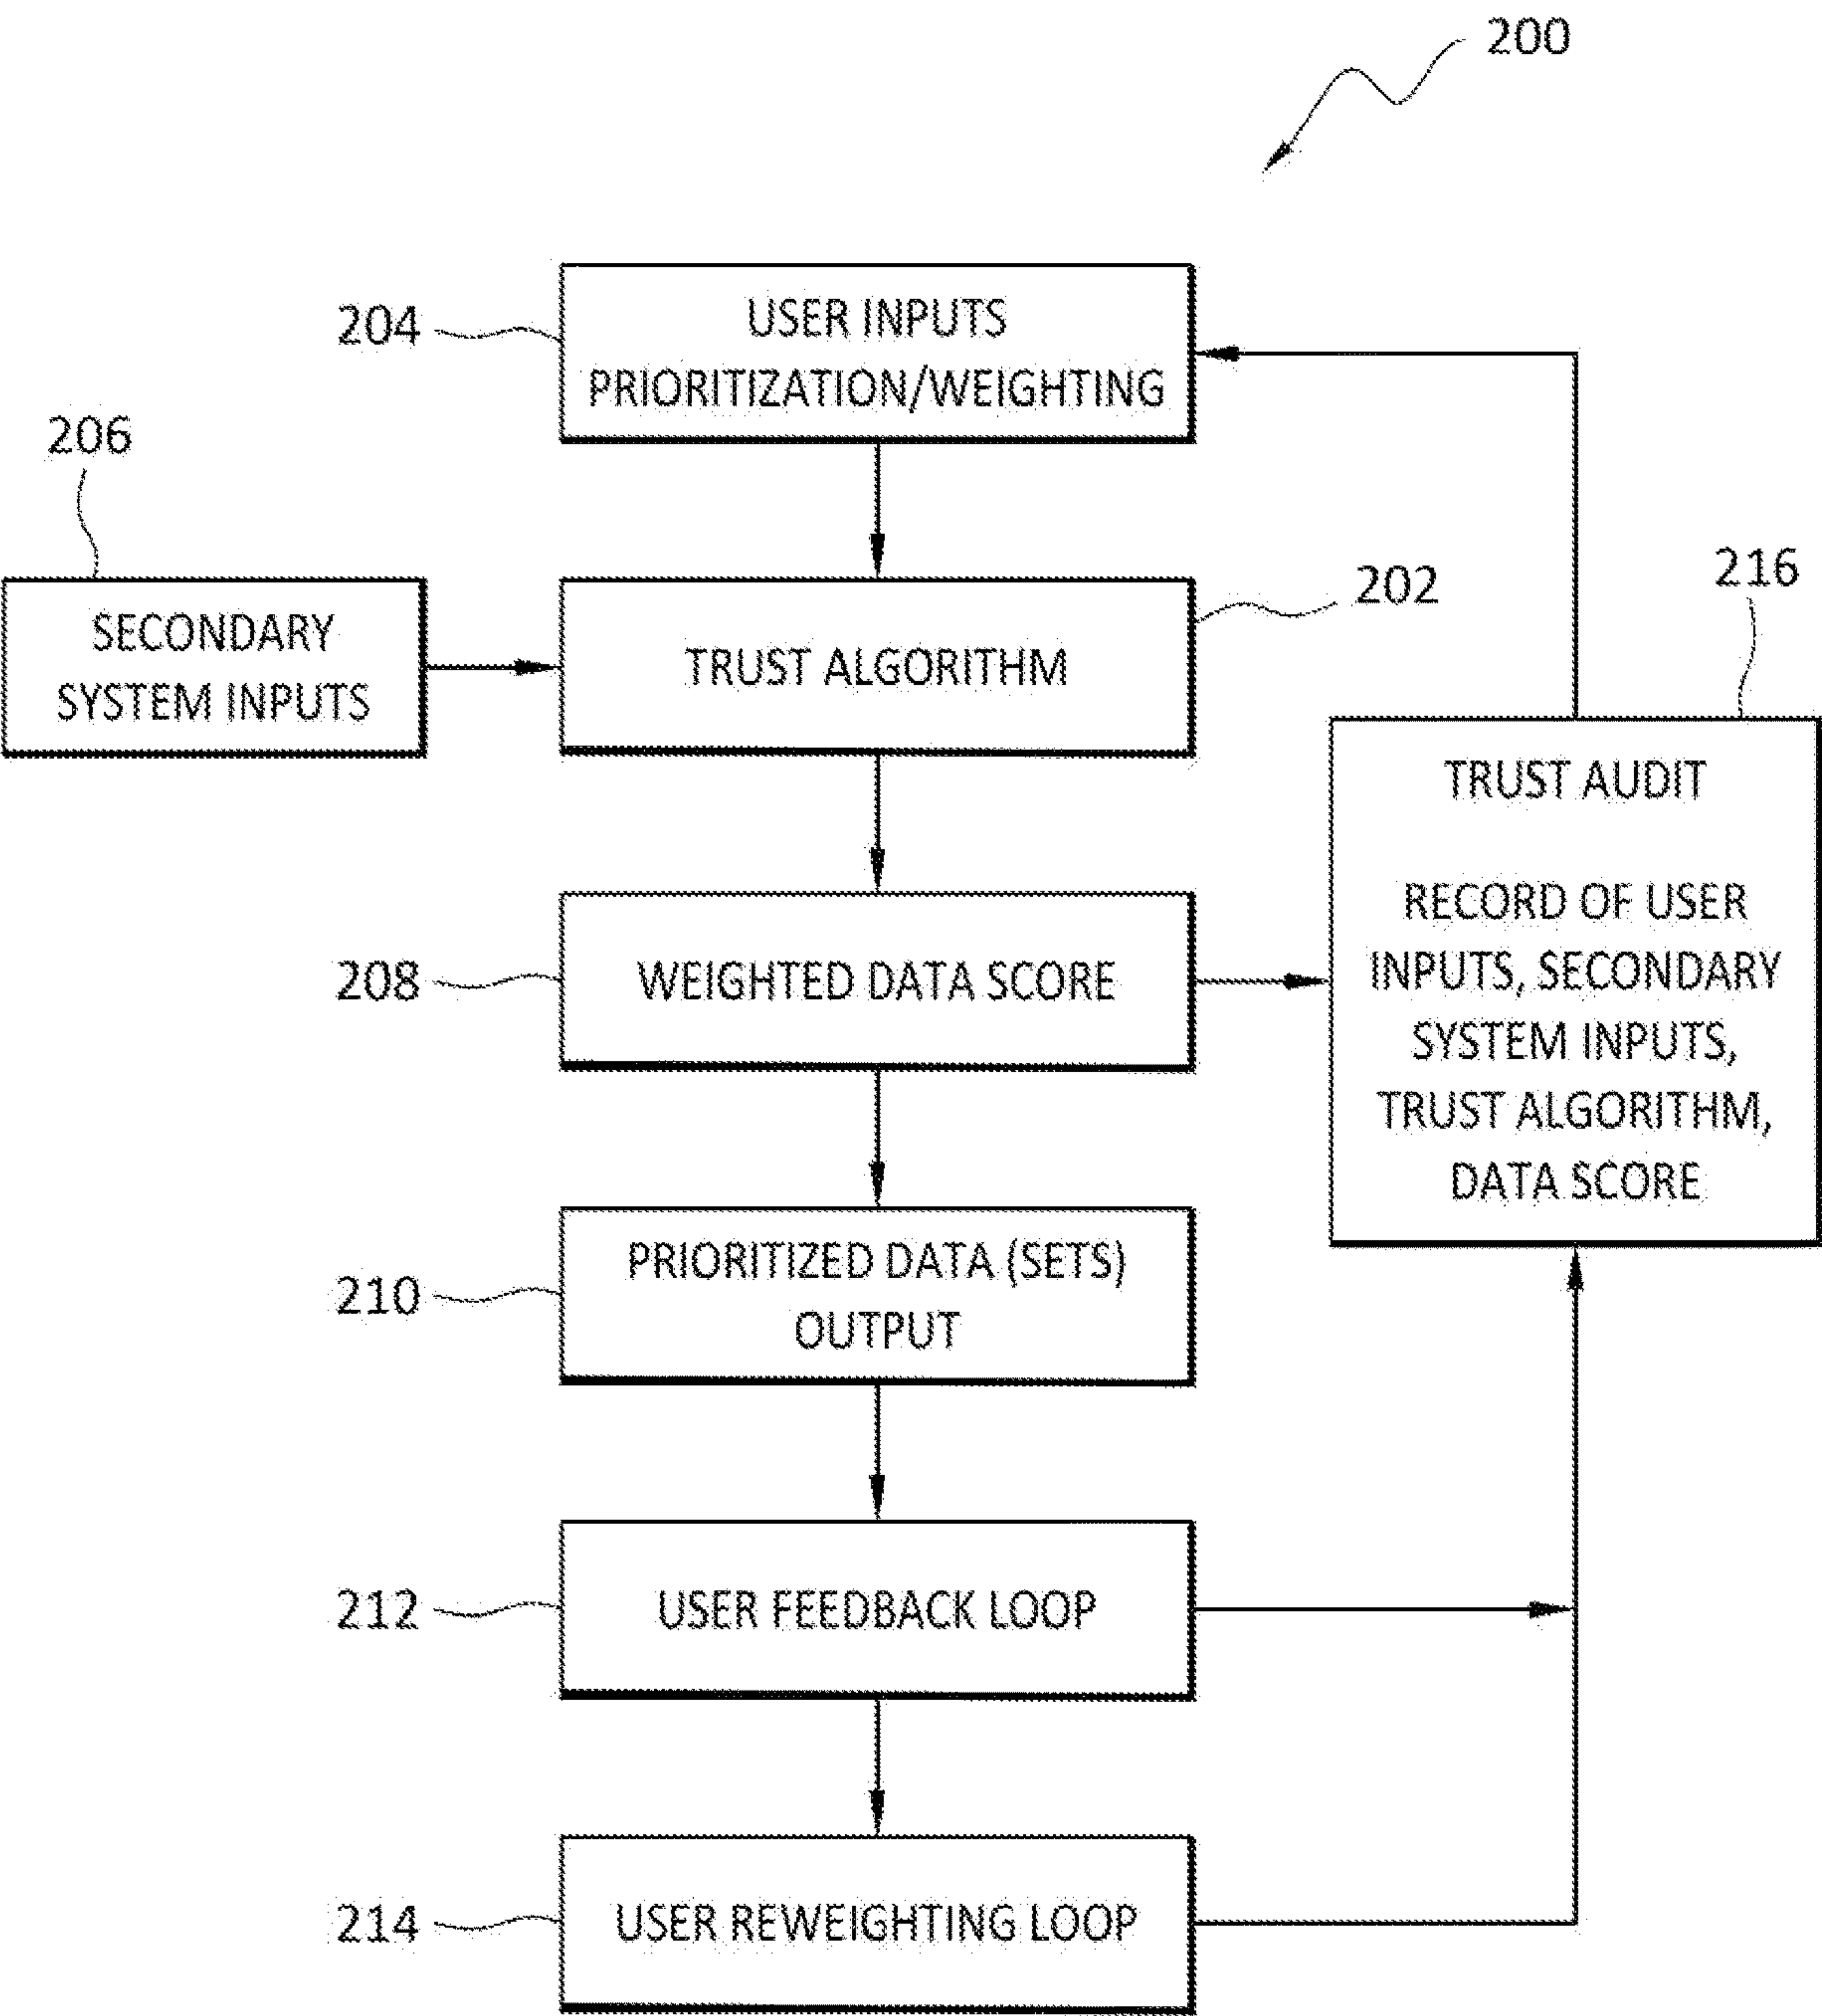 200
204
USER INPUTS
PRIORITIZATION/WEIGHTING
206
SECONDARY
SYSTEM INPUTS
TRUST ALGORITHM
202
216
TRUST AUDIT
RECORD OF USER
INPUTS, SECONDARY
SYSTEM INPUTS,
TRUST ALGORITHM,
DATA SCORE
208
WEIGHTED DATA SCORE
210
PRIORITIZED DATA (SETS)
OUTPUT
212
USER FEEDBACK LOOP
214
USER REWEIGHTING LOOP